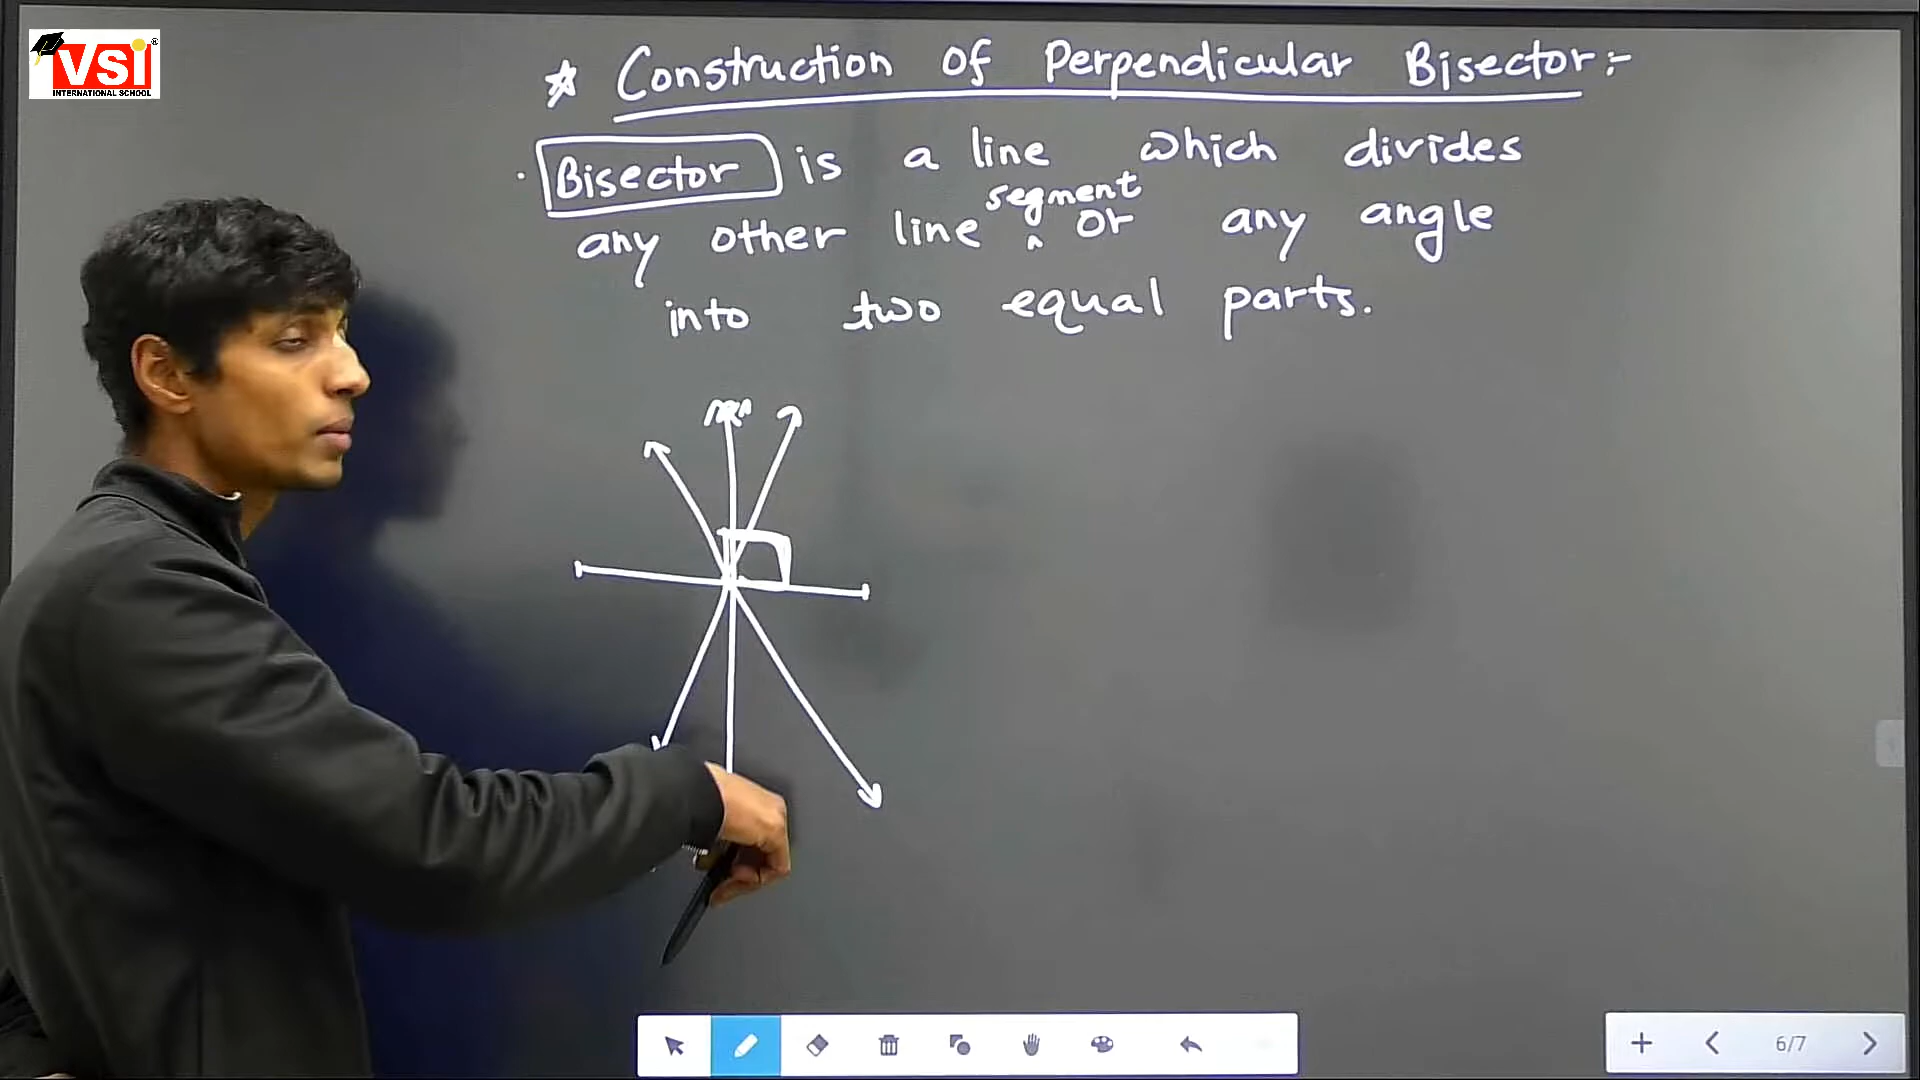 VSI
INTERNATIONAL SCHOOL
☆ Construction of Perpendicular Bisector:-
. Bisector is a line which divides
any other line segment or any angle
into two equal parts.
6/7